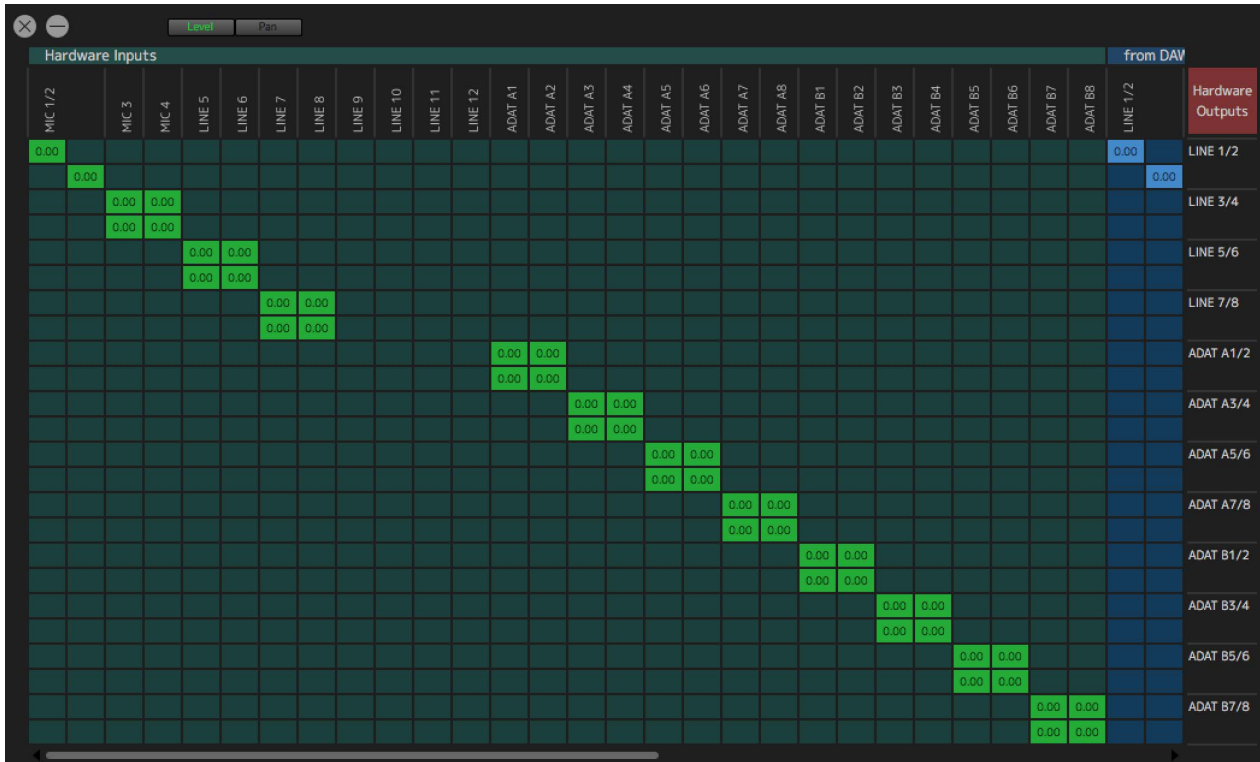 Level Pan
Hardware Inputs from DAW
MIC 1/2 MIC 3 MIC 4 LINE 5 LINE 6 LINE 7 LINE 8 LINE 9 LINE 10 LINE 11 LINE 12 ADAT A1 ADAT A2 ADAT A3 ADAT A4 ADAT A5 ADAT A6 ADAT A7 ADAT A8 ADAT B1 ADAT B2 ADAT B3 ADAT B4 ADAT B5 ADAT B6 ADAT B7 ADAT B8 LINE 1/2 Hardware
Outputs
0.00 0.00 LINE 1/2
0.00 0.00
0.00 0.00 LINE 3/4
0.00 0.00
0.00 0.00 LINE 5/6
0.00 0.00
0.00 0.00 LINE 7/8
0.00 0.00
0.00 0.00 ADAT A1/2
0.00 0.00
0.00 0.00 ADAT A3/4
0.00 0.00
0.00 0.00 ADAT A5/6
0.00 0.00
0.00 0.00 ADAT A7/8
0.00 0.00
0.00 0.00 ADAT B1/2
0.00 0.00
0.00 0.00 ADAT B3/4
0.00 0.00
0.00 0.00 ADAT B5/6
0.00 0.00
0.00 0.00 ADAT B7/8
0.00 0.00